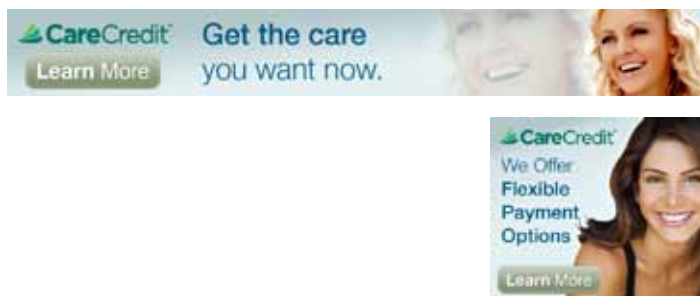 CareCredit
Learn More
Get the care
you want now.
CareCredit
We Offer
Flexible
Payment
Options
Learn More